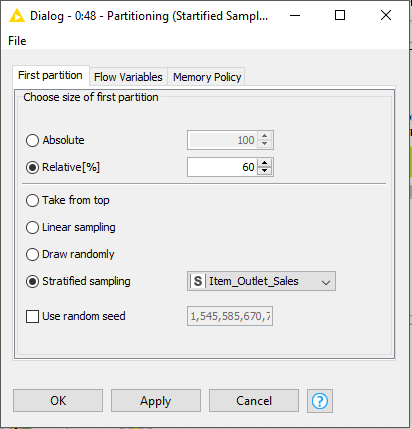 Dialog - 0:48 - Partitioning (Startified Sampl...
File
First partition Flow Variables Memory Policy
Choose size of first partition
Absolute 100
Relative[%] 60
Take from top
Linear sampling
Draw randomly
Stratified sampling S Item_Outlet_Sales
Use random seed 1,545,585,670,7
OK Apply Cancel ?